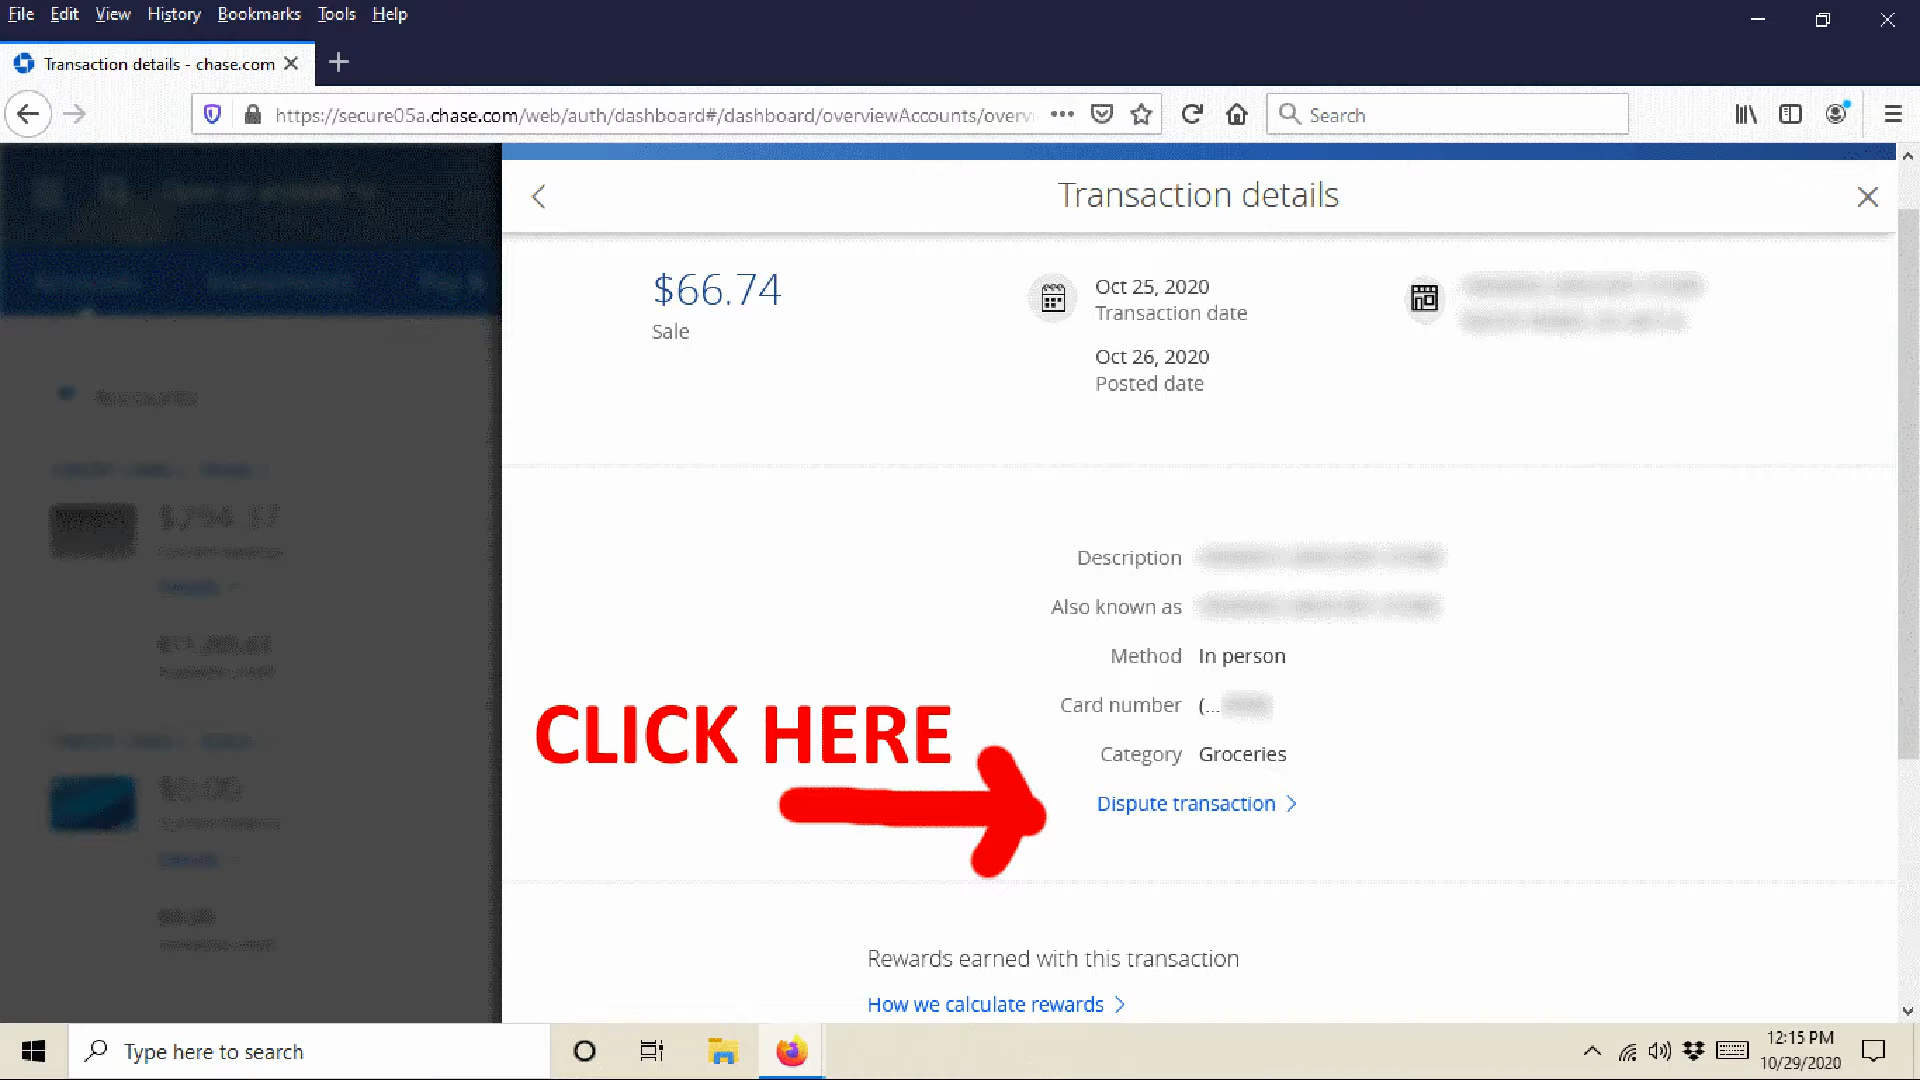 File Edit View History Bookmarks Tools Help
Transaction details - chase.com
https://secure05a.chase.com/web/auth/dashboard#/dashboard/overviewAccounts/overvi
Search
Transaction details
$66.74
Sale
Oct 25, 2020
Transaction date
Oct 26, 2020
Posted date
Description
Also known as
Method In person
Card number (...
Category Groceries
CLICK HERE
Dispute transaction
Rewards earned with this transaction
How we calculate rewards
Type here to search
12:15 PM
10/29/2020